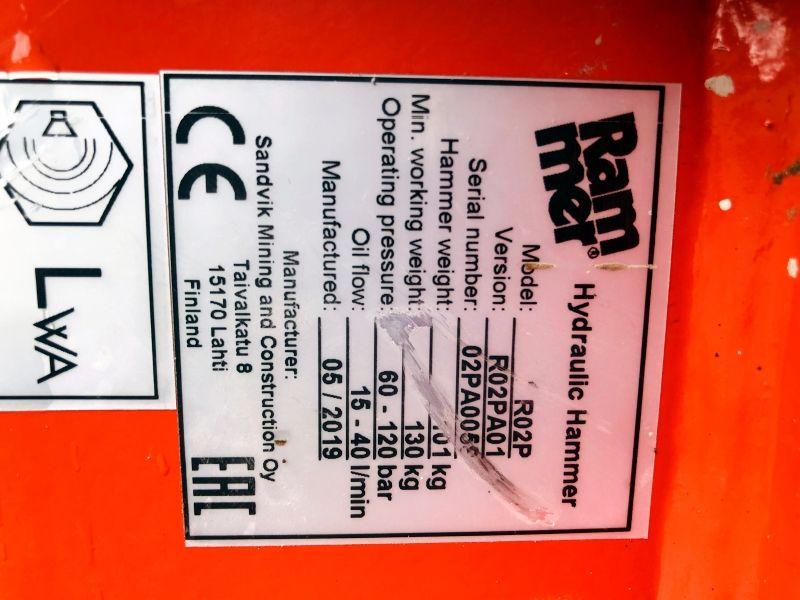 Ram
mer®
Hydraulic Hammer
Model: R02P
Version: R02PA01
Serial number:
Hammer weight: kg
Min. working weight: 130 kg
Operating pressure: 60 - 120 bar
Oil flow: 15 - 40 l/min
Manufactured: 05 / 2019
Manufacturer:
Sandvik Mining and Construction Oy
Taivalkatu 8
15170 Lahti
Finland
CE
EAC
LWA